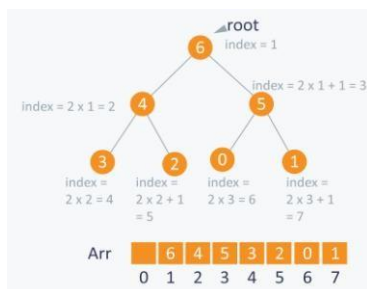 root
6
index = 1
index = 2 x 1 = 2
4
5
index = 2 x 1 + 1 = 3
3
2
0
1
index =
2 x 2 = 4
index =
2 x 2 + 1
= 5
index =
2 x 3 = 6
index =
2 x 3 + 1
= 7
Arr 6 4 5 3 2 0 1
0 1 2 3 4 5 6 7